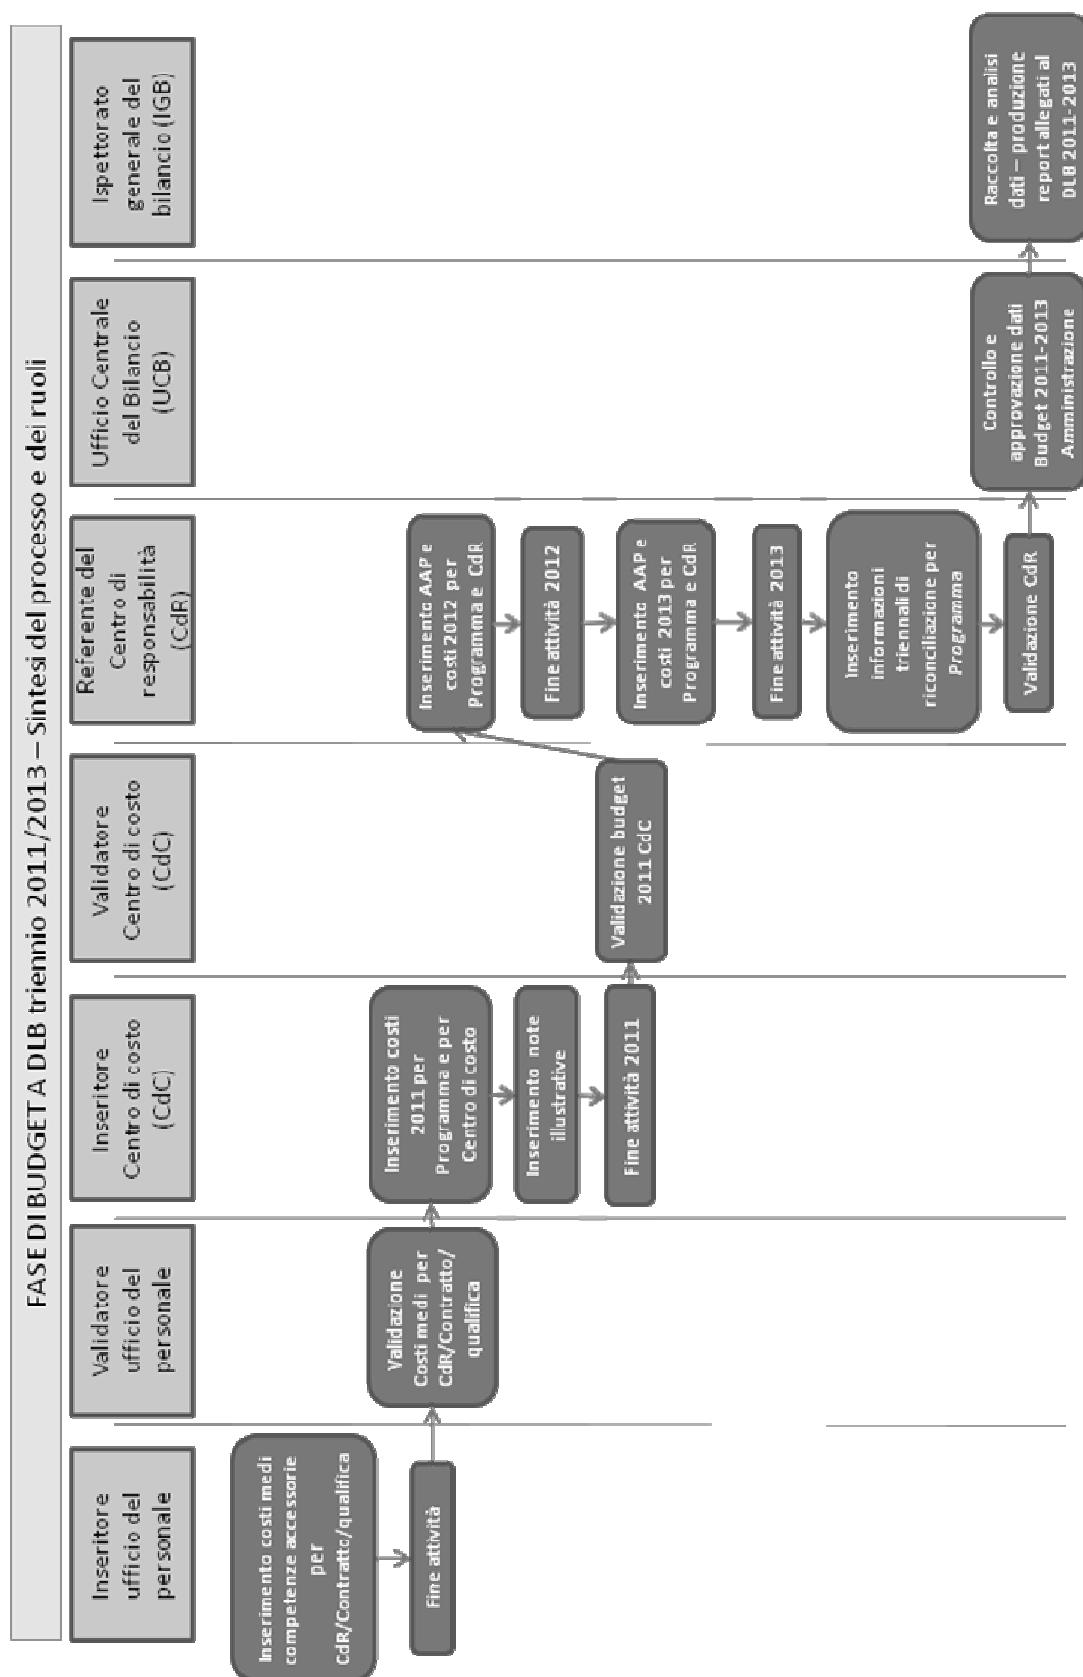 FASE DI BUDGET A DLB triennio 2011/2013 – Sintesi del processo e dei ruoli
Inseritore
ufficio del
personale
Validatore
ufficio del
personale
Inseritore
Centro di costo
(CdC)
Validatore
Centro di costo
(CdC)
Referente del
Centro di
responsabilità
(CdR)
Ufficio Centrale
del Bilancio
(UCB)
Ispettorato
generale del
bilancio (IGB)
Inserimento costi medi
competenze accessorie
per
CdR/Contratto/qualifica
Fine attività
Validazione
Costi medi per
CdR/Contratto/
qualifica
Inserimento costi
2011 per
Programma e per
Centro di costo
Inserimento note
illustrative
Fine attività 2011
Validazione budget
2011 CdC
Inserimento AAP e
costi 2012 per
Programma e CdR
Fine attività 2012
Inserimento AAP e
costi 2013 per
Programma e CdR
Fine attività 2013
Inserimento
informazioni
triennali di
riconciliazione per
Programma
Validazione CdR
Controllo e
approvazione dati
Budget 2011-2013
Amministrazione
Raccolta e analisi
dati – produzione
report allegati al
DLB 2011-2013